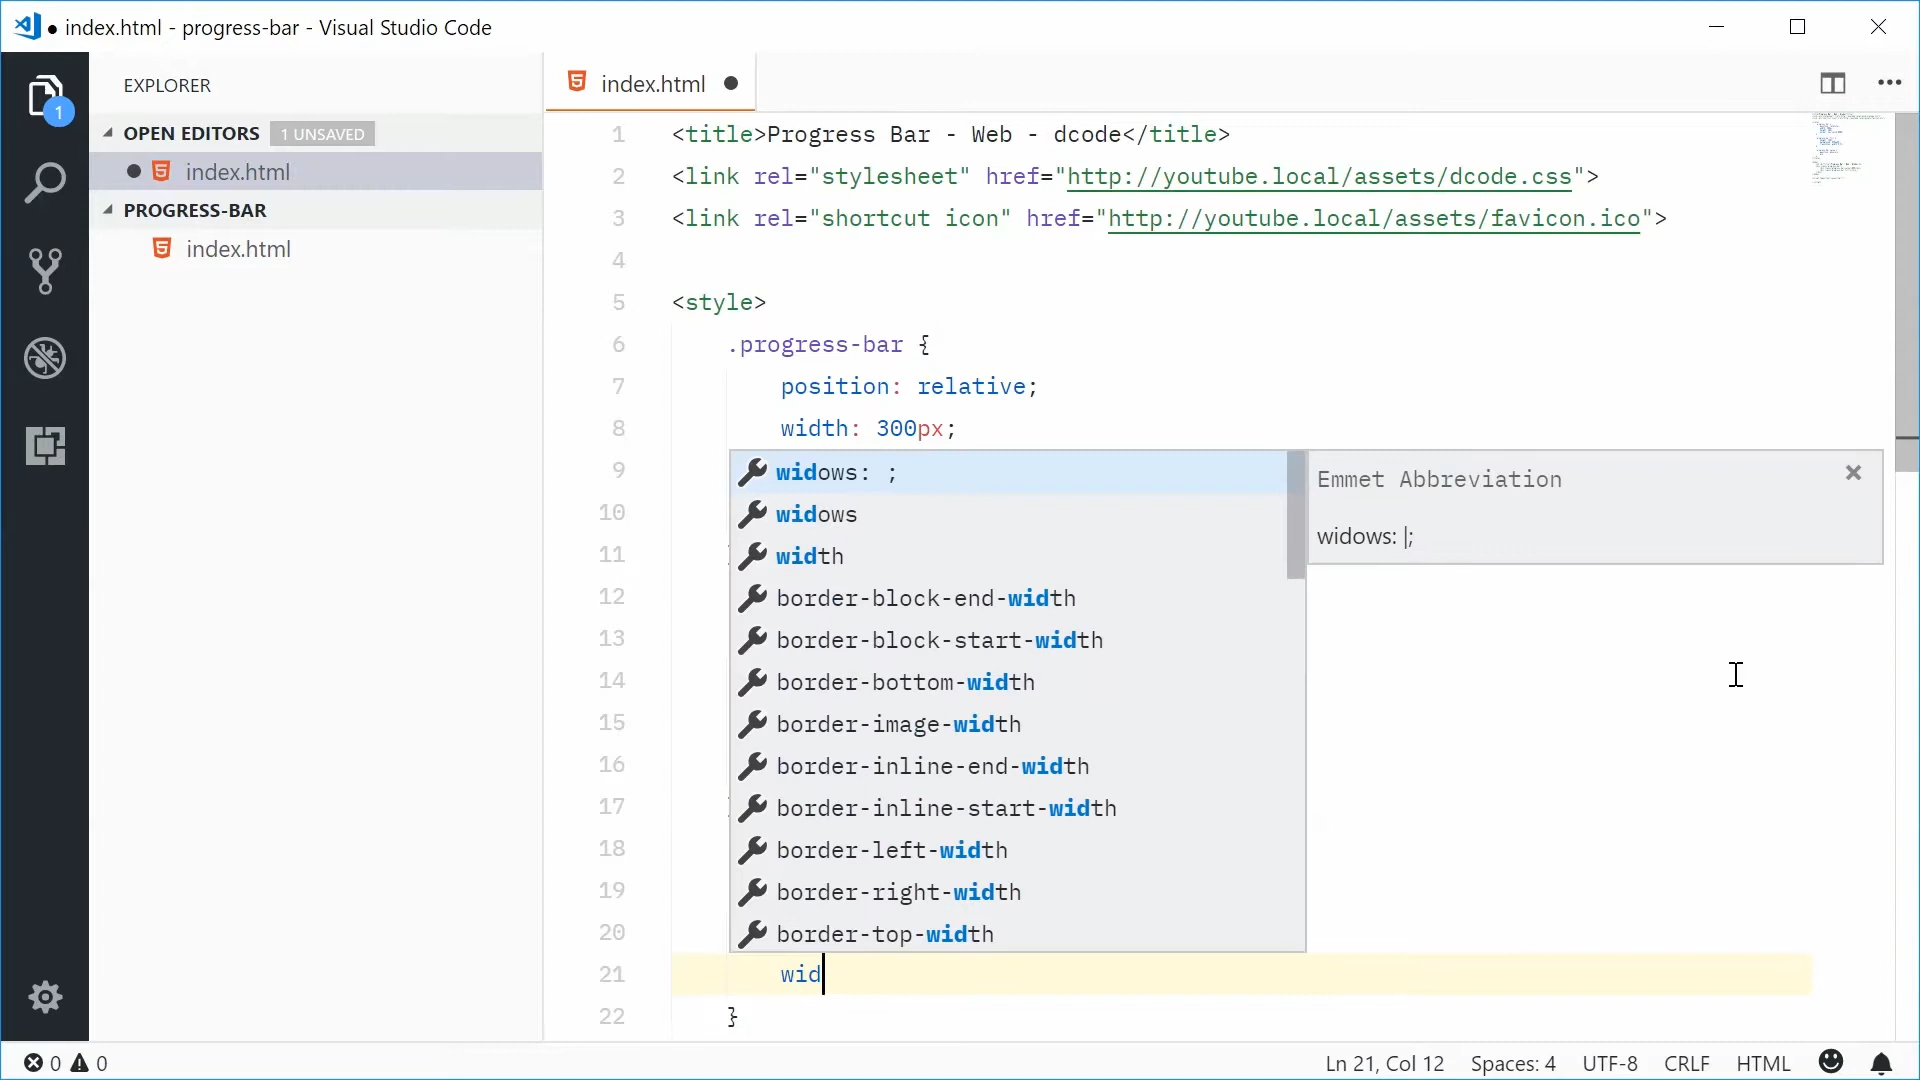 index.html - progress-bar - Visual Studio Code
EXPLORER
1
OPEN EDITORS 1 UNSAVED
index.html
PROGRESS-BAR
index.html
index.html
1 <title>Progress Bar - Web - dcode</title>
2 <link rel="stylesheet" href="http://youtube.local/assets/dcode.css">
3 <link rel="shortcut icon" href="http://youtube.local/assets/favicon.ico">
4
5 <style>
6 .progress-bar {
7 position: relative;
8 width: 300px;
9 widows: ;
10 widows
11 width
12 border-block-end-width
13 border-block-start-width
14 border-bottom-width
15 border-image-width
16 border-inline-end-width
17 border-inline-start-width
18 border-left-width
19 border-right-width
20 border-top-width
21 wid
22 }
Emmet Abbreviation
widows: |;
0 0
Ln 21, Col 12 Spaces: 4 UTF-8 CRLF HTML